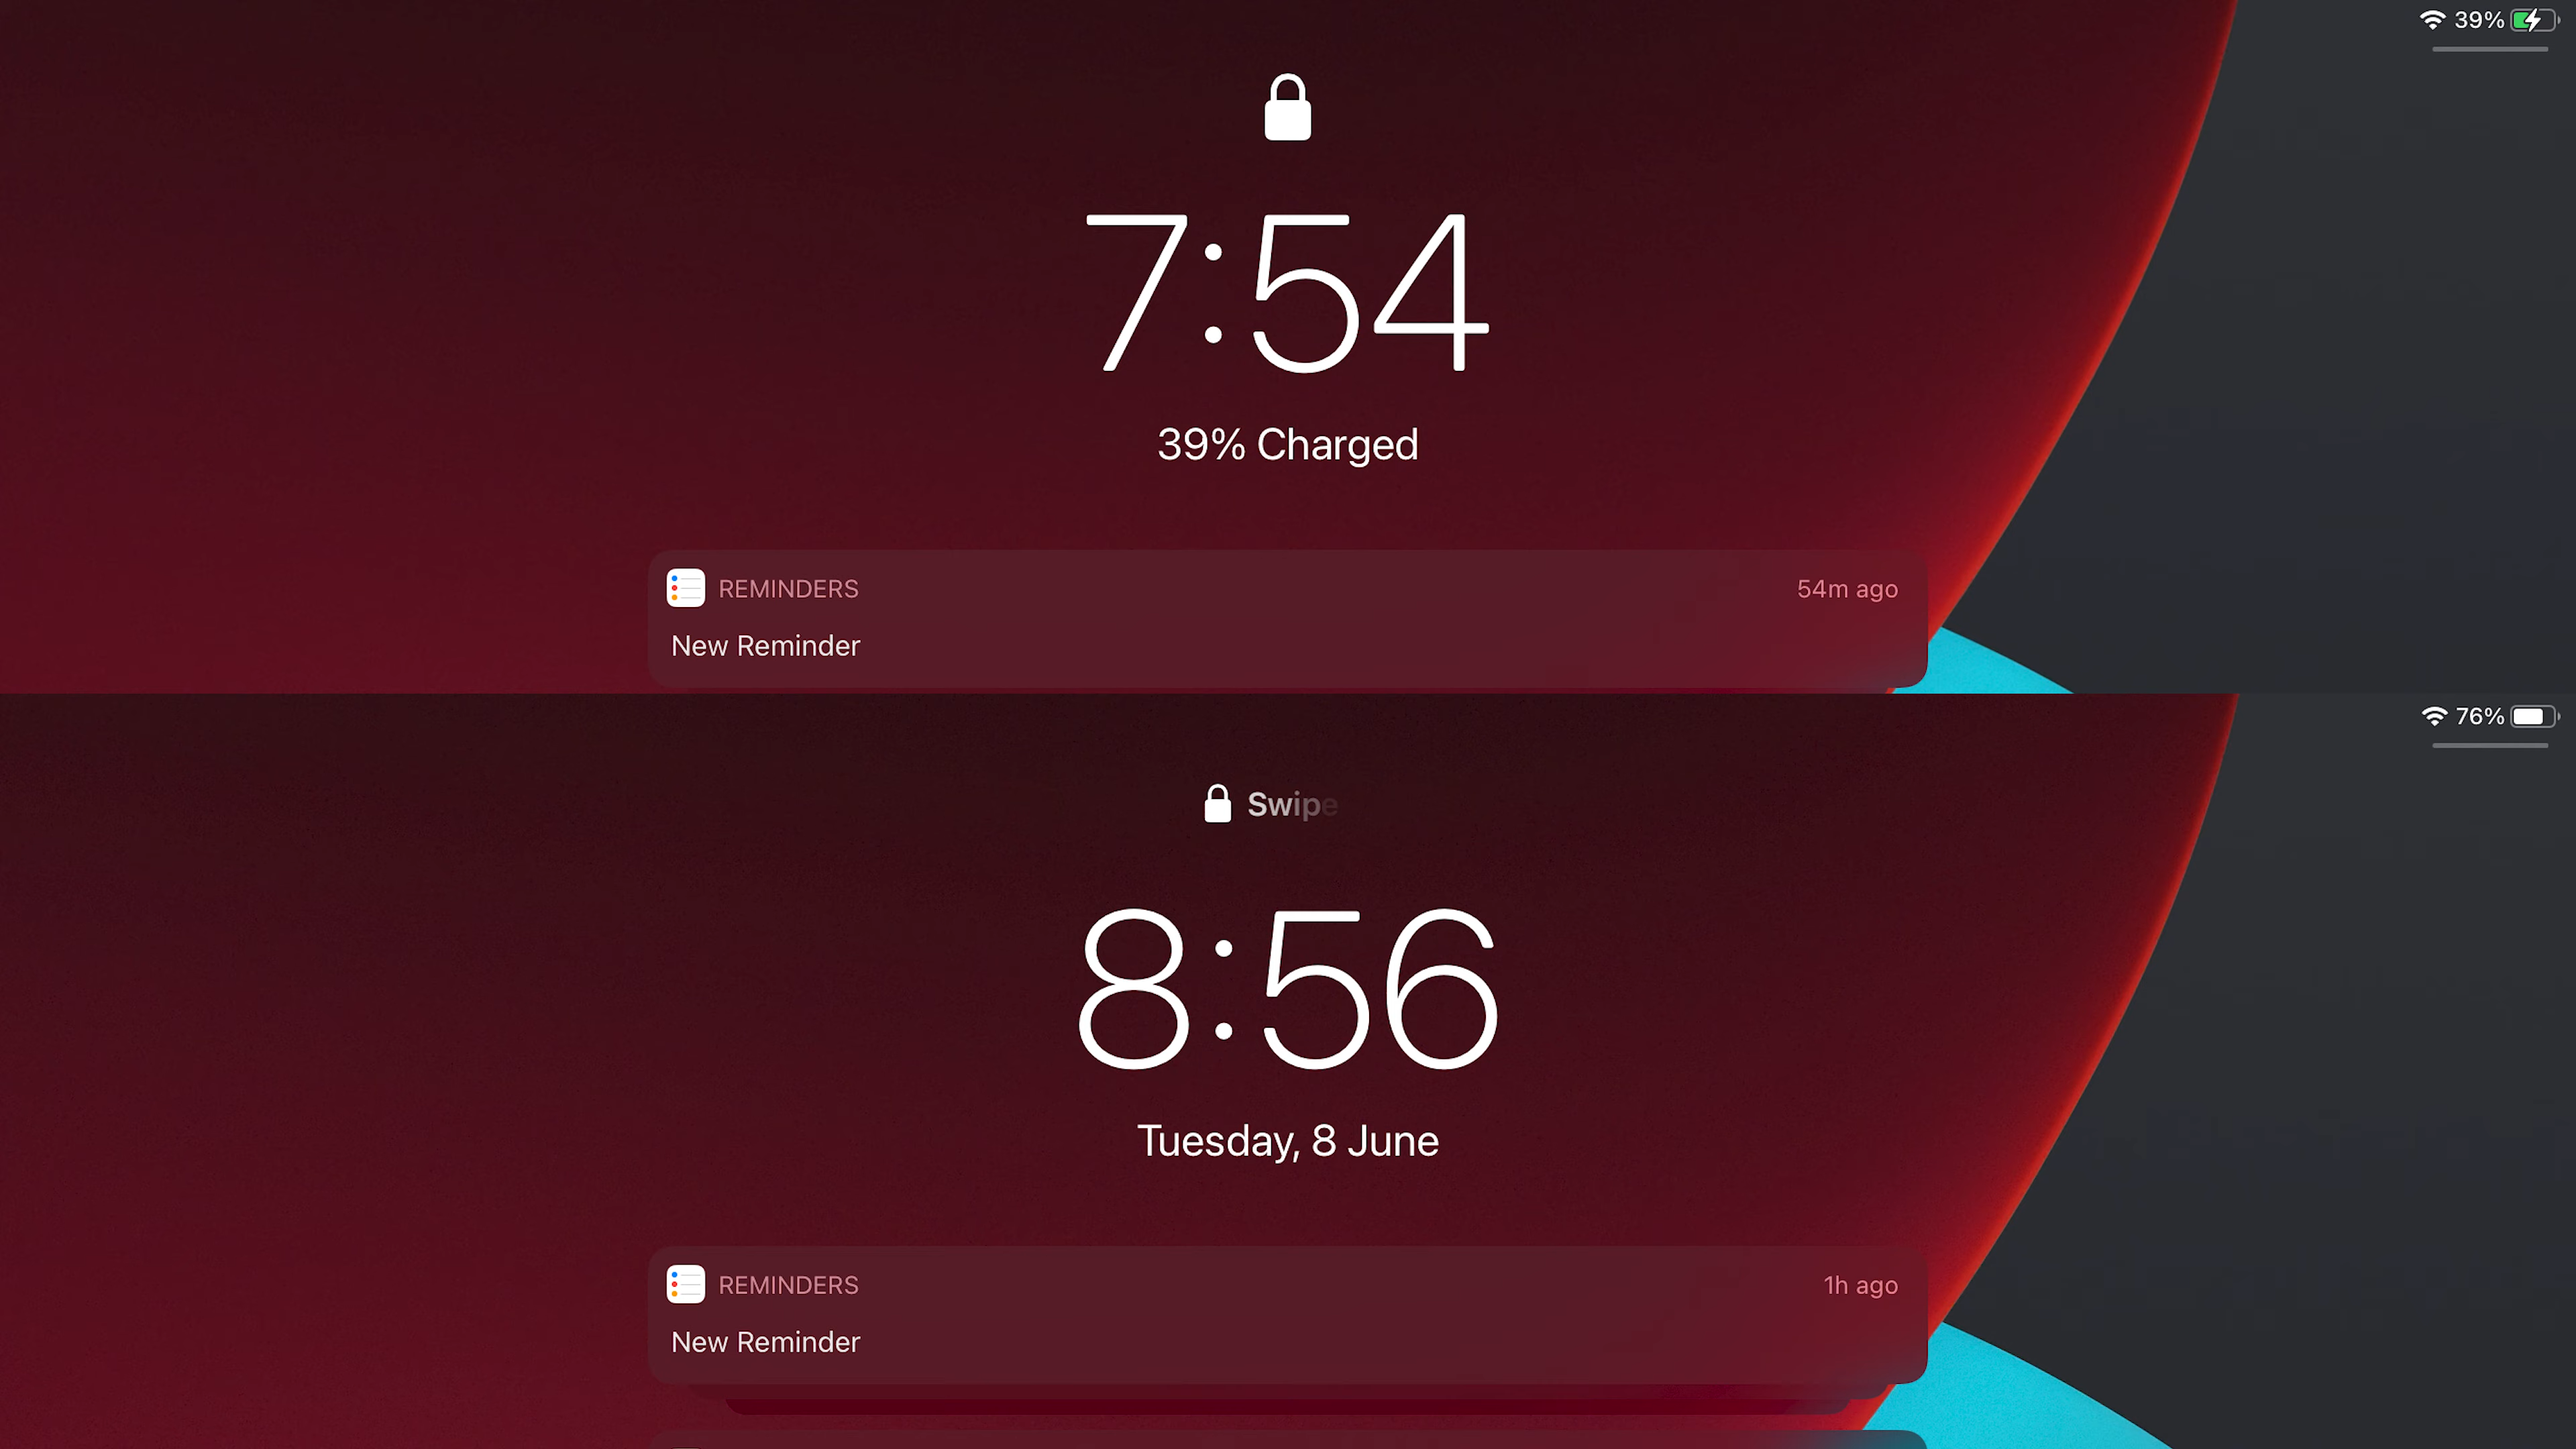 39%
7:54
39% Charged
REMINDERS 54m ago
New Reminder
76%
Swipe
8:56
Tuesday, 8 June
REMINDERS 1h ago
New Reminder